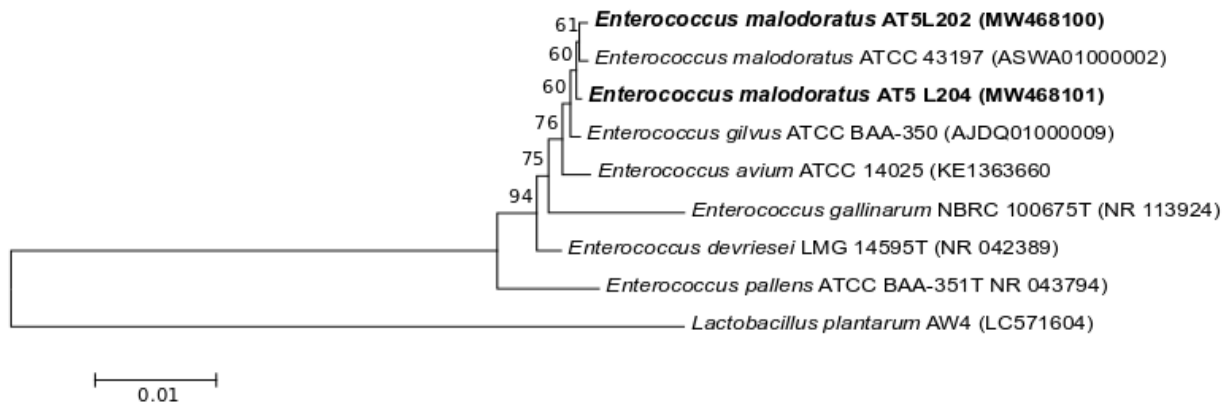 61
Enterococcus malodoratus AT5L202 (MW468100)
60
Enterococcus malodoratus ATCC 43197 (ASWA01000002)
60
Enterococcus malodoratus AT5 L204 (MW468101)
76
Enterococcus gilvus ATCC BAA-350 (AJDQ01000009)
75
Enterococcus avium ATCC 14025 (KE1363660
94
Enterococcus gallinarum NBRC 100675T (NR 113924)
Enterococcus devriesei LMG 14595T (NR 042389)
Enterococcus pallens ATCC BAA-351T NR 043794)
Lactobacillus plantarum AW4 (LC571604)
0.01